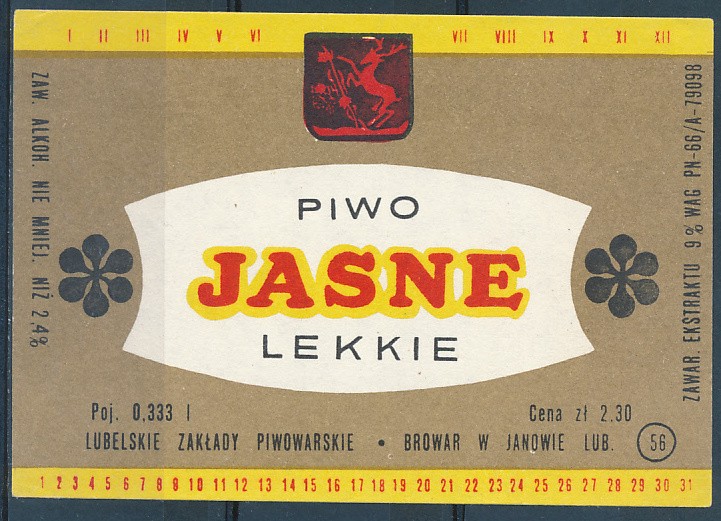 I II III IV V VI VII VIII IX X XI XII
ZAW. ALKOH. NIE MNIEJ. NIŻ 2,4%
PIWO
JASNE
LEKKIE
ZAWAR. EKSTRAKTU 9% WAG PN-66/A-79098
Poj. 0,333 l
Cena zł 2.30
LUBELSKIE ZAKŁADY PIWOWARSKIE • BROWAR W JANOWIE LUB. 56
1 2 3 4 5 6 7 8 9 10 11 12 13 14 15 16 17 18 19 20 21 22 23 24 25 26 27 28 29 30 31